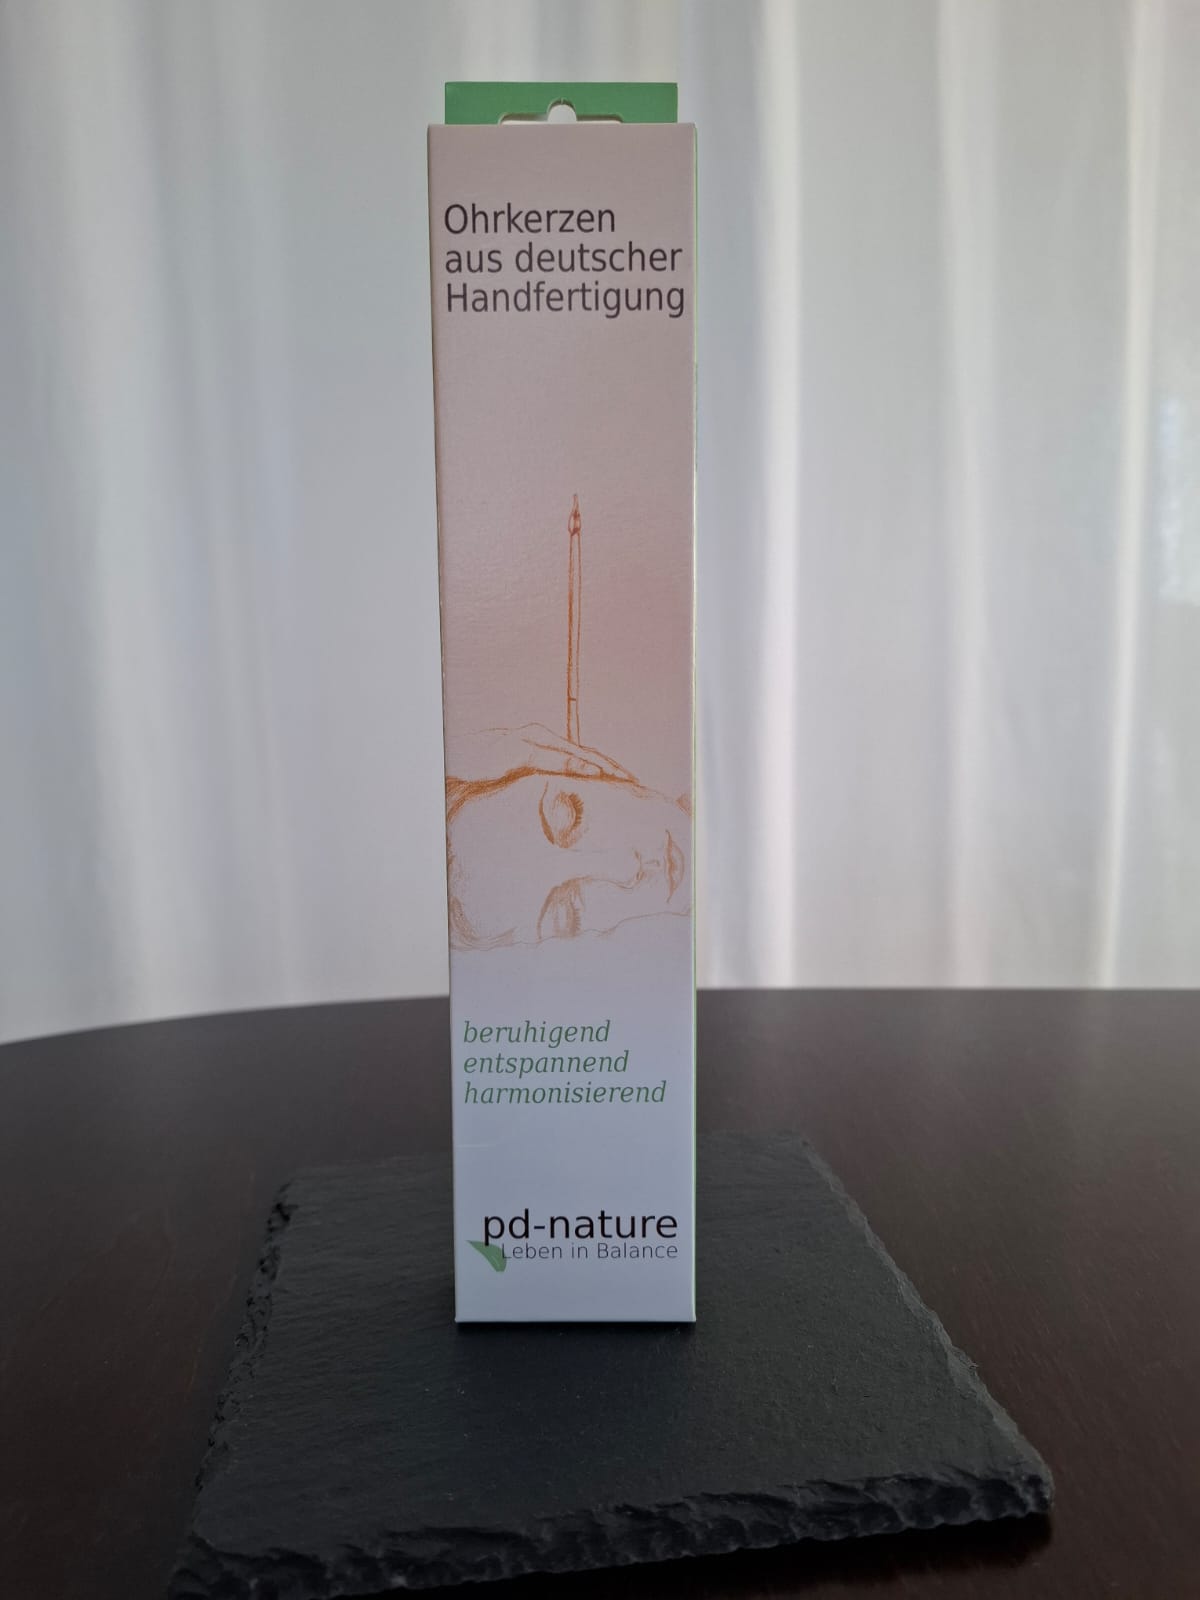 Ohrkerzen
aus deutscher
Handfertigung
beruhigend
entspannend
harmonisierend
pd-nature
Leben in Balance